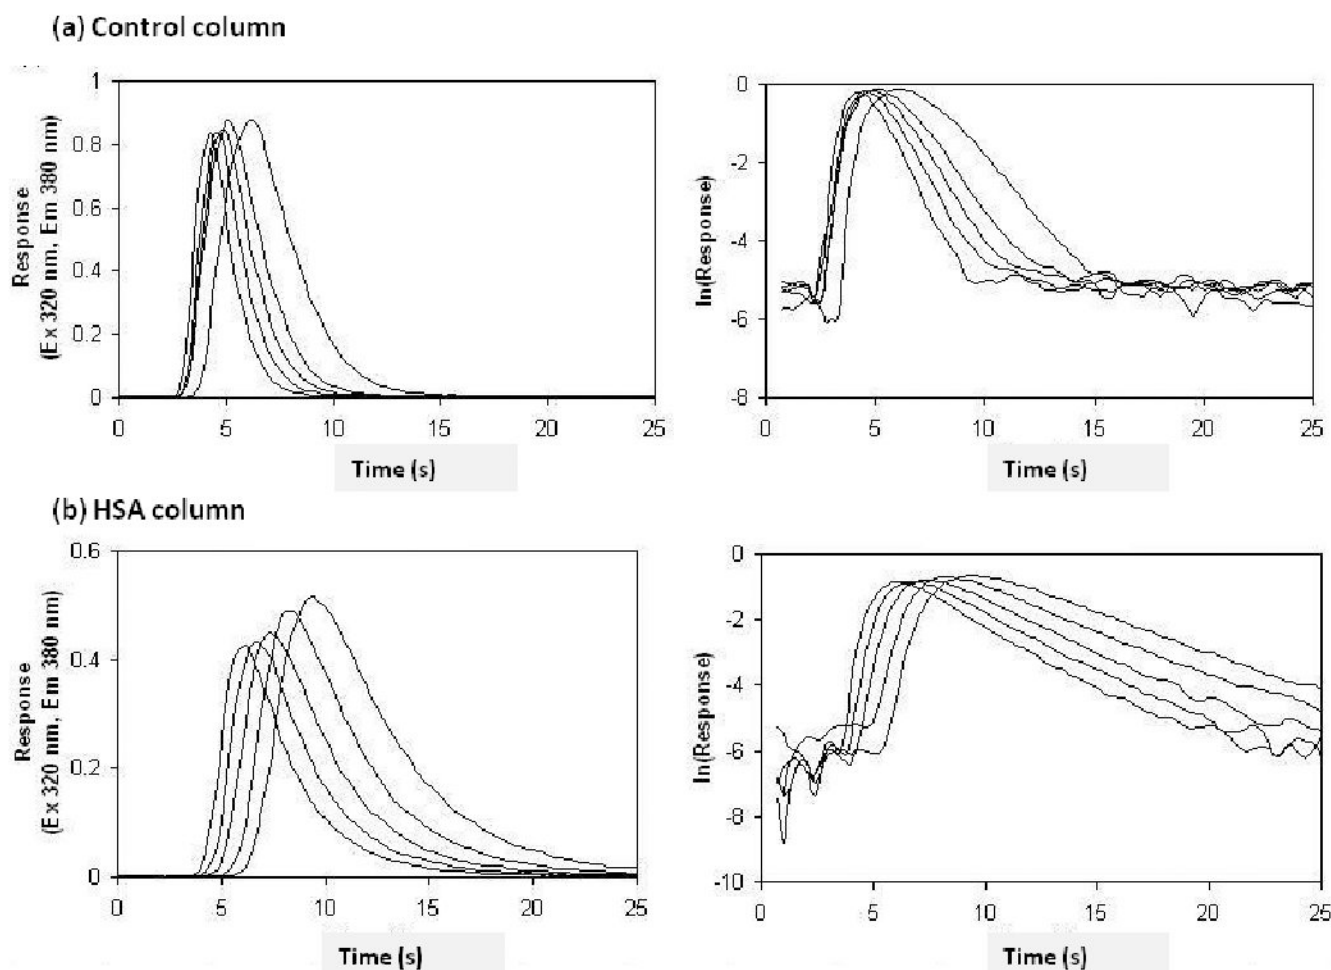 (a) Control column
Response
(Ex 320 nm, Em 380 nm)
1
0.8
0.6
0.4
0.2
0
0 5 10 15 20 25
Time (s)
ln(Response)
0
-2
-4
-6
-8
0 5 10 15 20 25
Time (s)
(b) HSA column
Response
(Ex 320 nm, Em 380 nm)
0.6
0.4
0.2
0
0 5 10 15 20 25
Time (s)
ln(Response)
0
-2
-4
-6
-8
-10
0 5 10 15 20 25
Time (s)